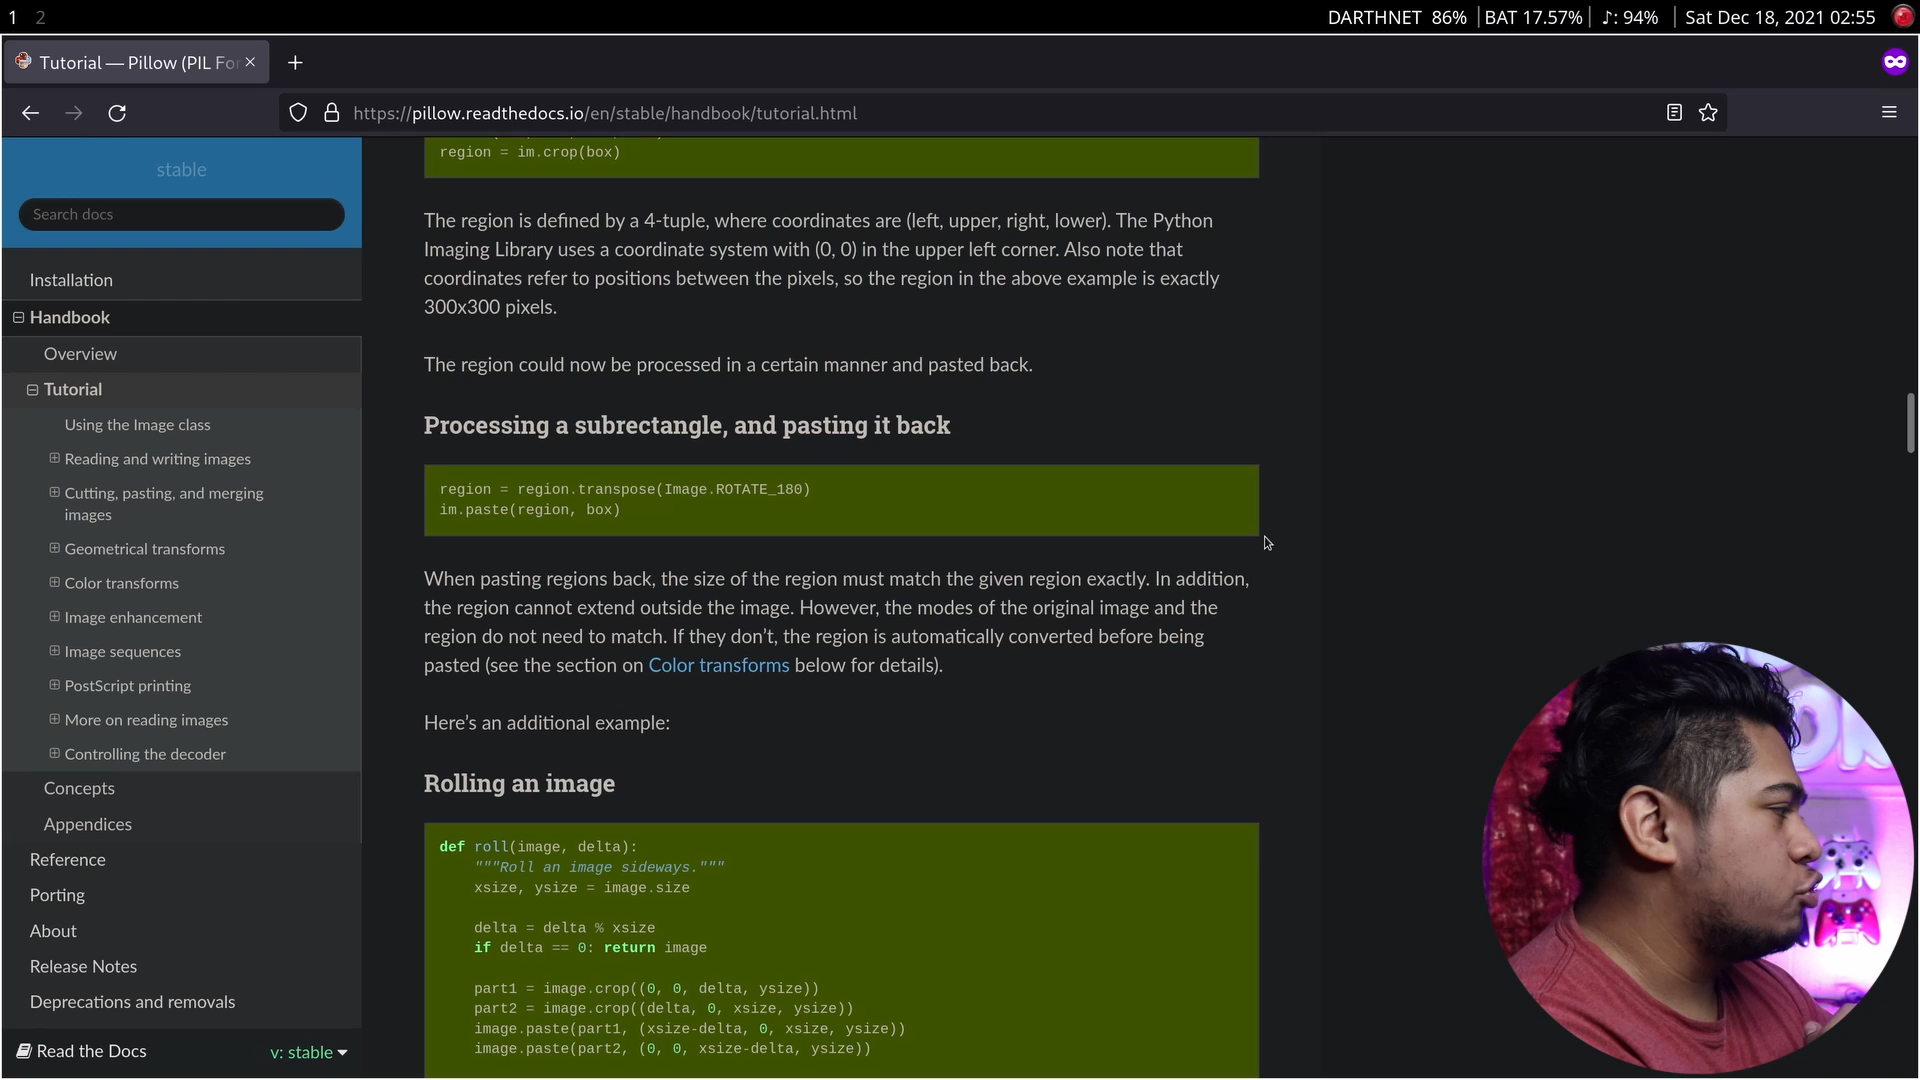 1 2
DARTHNET 86% | BAT 17.57% | ♪: 94% | Sat Dec 18, 2021 02:55
Tutorial — Pillow (PIL For
https://pillow.readthedocs.io/en/stable/handbook/tutorial.html
stable
Search docs
Installation
Handbook
Overview
Tutorial
Using the Image class
Reading and writing images
Cutting, pasting, and merging
images
Geometrical transforms
Color transforms
Image enhancement
Image sequences
PostScript printing
More on reading images
Controlling the decoder
Concepts
Appendices
Reference
Porting
About
Release Notes
Deprecations and removals
Read the Docs
v: stable
region = im.crop(box)
The region is defined by a 4-tuple, where coordinates are (left, upper, right, lower). The Python
Imaging Library uses a coordinate system with (0, 0) in the upper left corner. Also note that
coordinates refer to positions between the pixels, so the region in the above example is exactly
300x300 pixels.
The region could now be processed in a certain manner and pasted back.
Processing a subrectangle, and pasting it back
region = region.transpose(Image.ROTATE_180)
im.paste(region, box)
When pasting regions back, the size of the region must match the given region exactly. In addition,
the region cannot extend outside the image. However, the modes of the original image and the
region do not need to match. If they don't, the region is automatically converted before being
pasted (see the section on Color transforms below for details).
Here's an additional example:
Rolling an image
def roll(image, delta):
"""Roll an image sideways."""
xsize, ysize = image.size
delta = delta % xsize
if delta == 0: return image
part1 = image.crop((0, 0, delta, ysize))
part2 = image.crop((delta, 0, xsize, ysize))
image.paste(part1, (xsize-delta, 0, xsize, ysize))
image.paste(part2, (0, 0, xsize-delta, ysize))